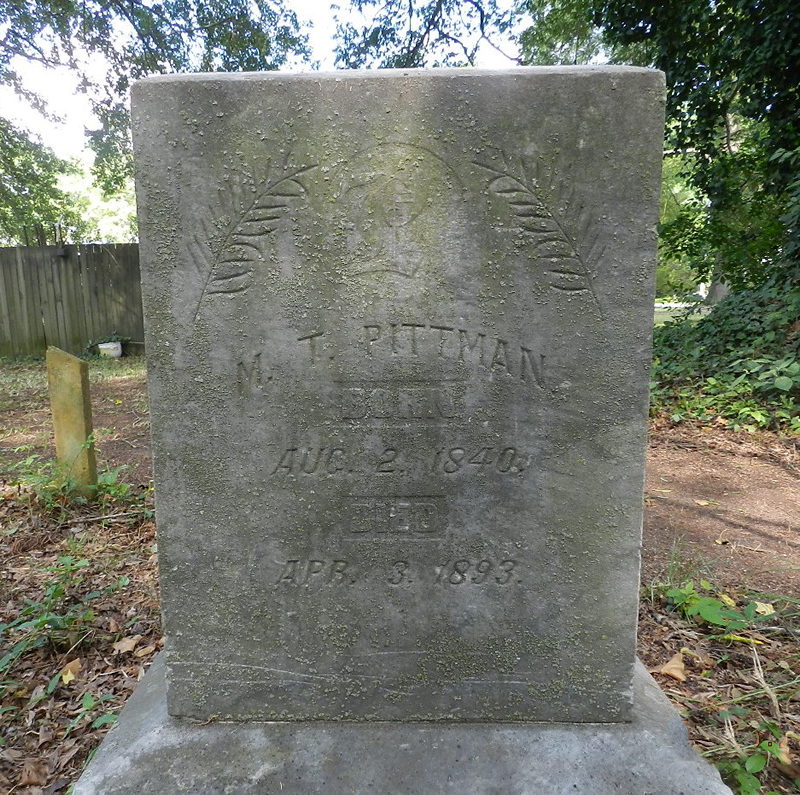 M. T. PITTMAN.
BORN
AUG. 2. 1840.
DIED
APR. 3. 1893.